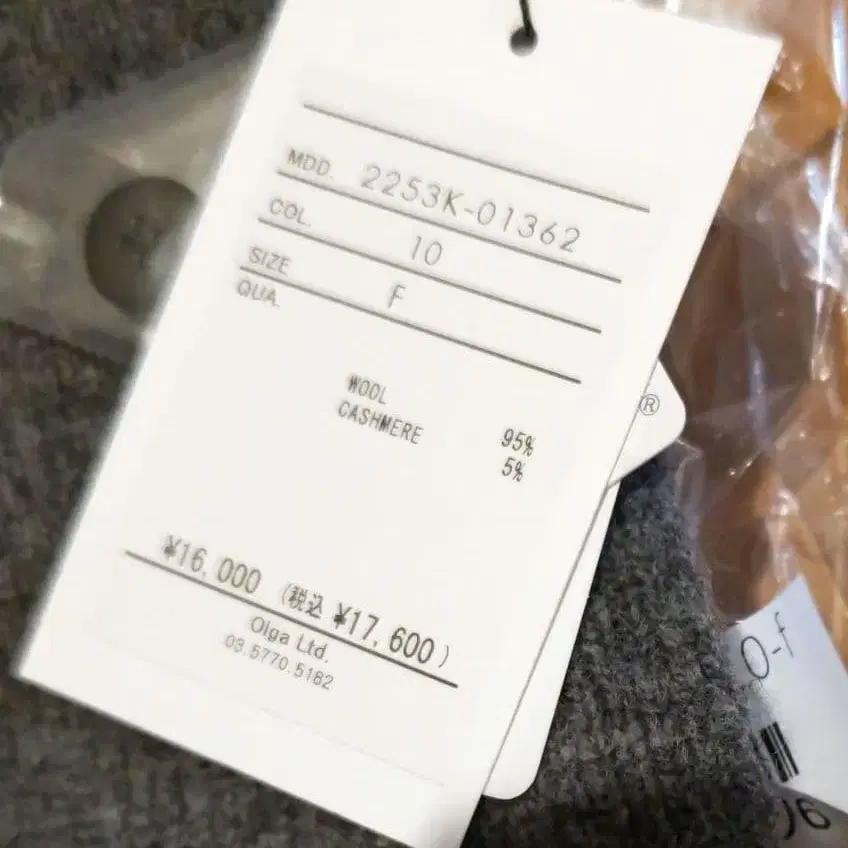 MDD. 2253K-01362
COL. 10
SIZE F
QUA.
WOOL 95%
CASHMERE 5%
¥16,000 (税込 ¥17,600)
Olga Ltd.
03.5770.5182
®
0-f